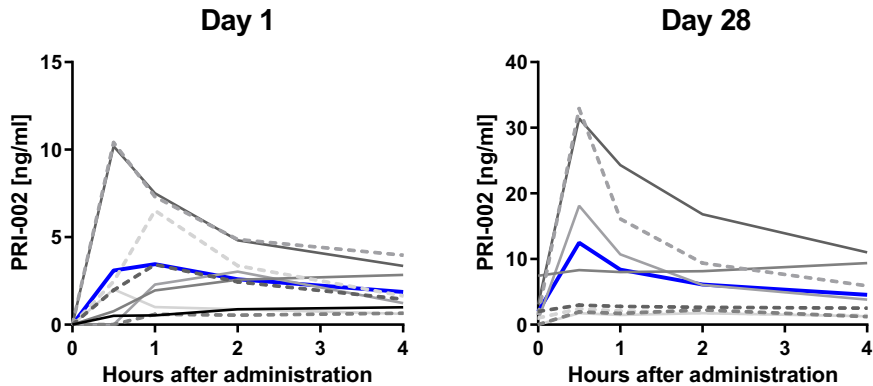 Day 1
PRI-002 [ng/ml]
15
10
5
0
0 1 2 3 4
Hours after administration
Day 28
PRI-002 [ng/ml]
40
30
20
10
0
0 1 2 3 4
Hours after administration